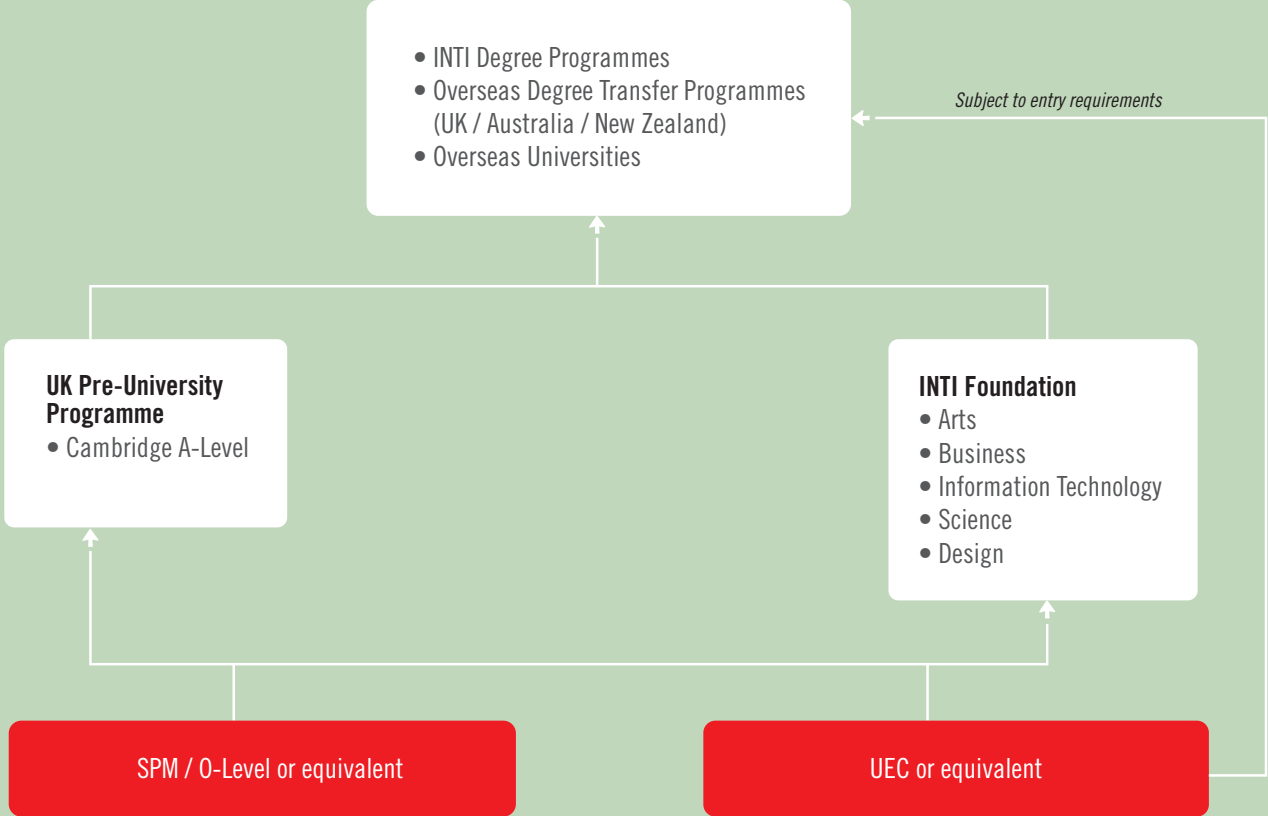 • INTI Degree Programmes
• Overseas Degree Transfer Programmes
(UK / Australia / New Zealand)
• Overseas Universities
Subject to entry requirements
UK Pre-University
Programme
• Cambridge A-Level
INTI Foundation
• Arts
• Business
• Information Technology
• Science
• Design
SPM / O-Level or equivalent
UEC or equivalent